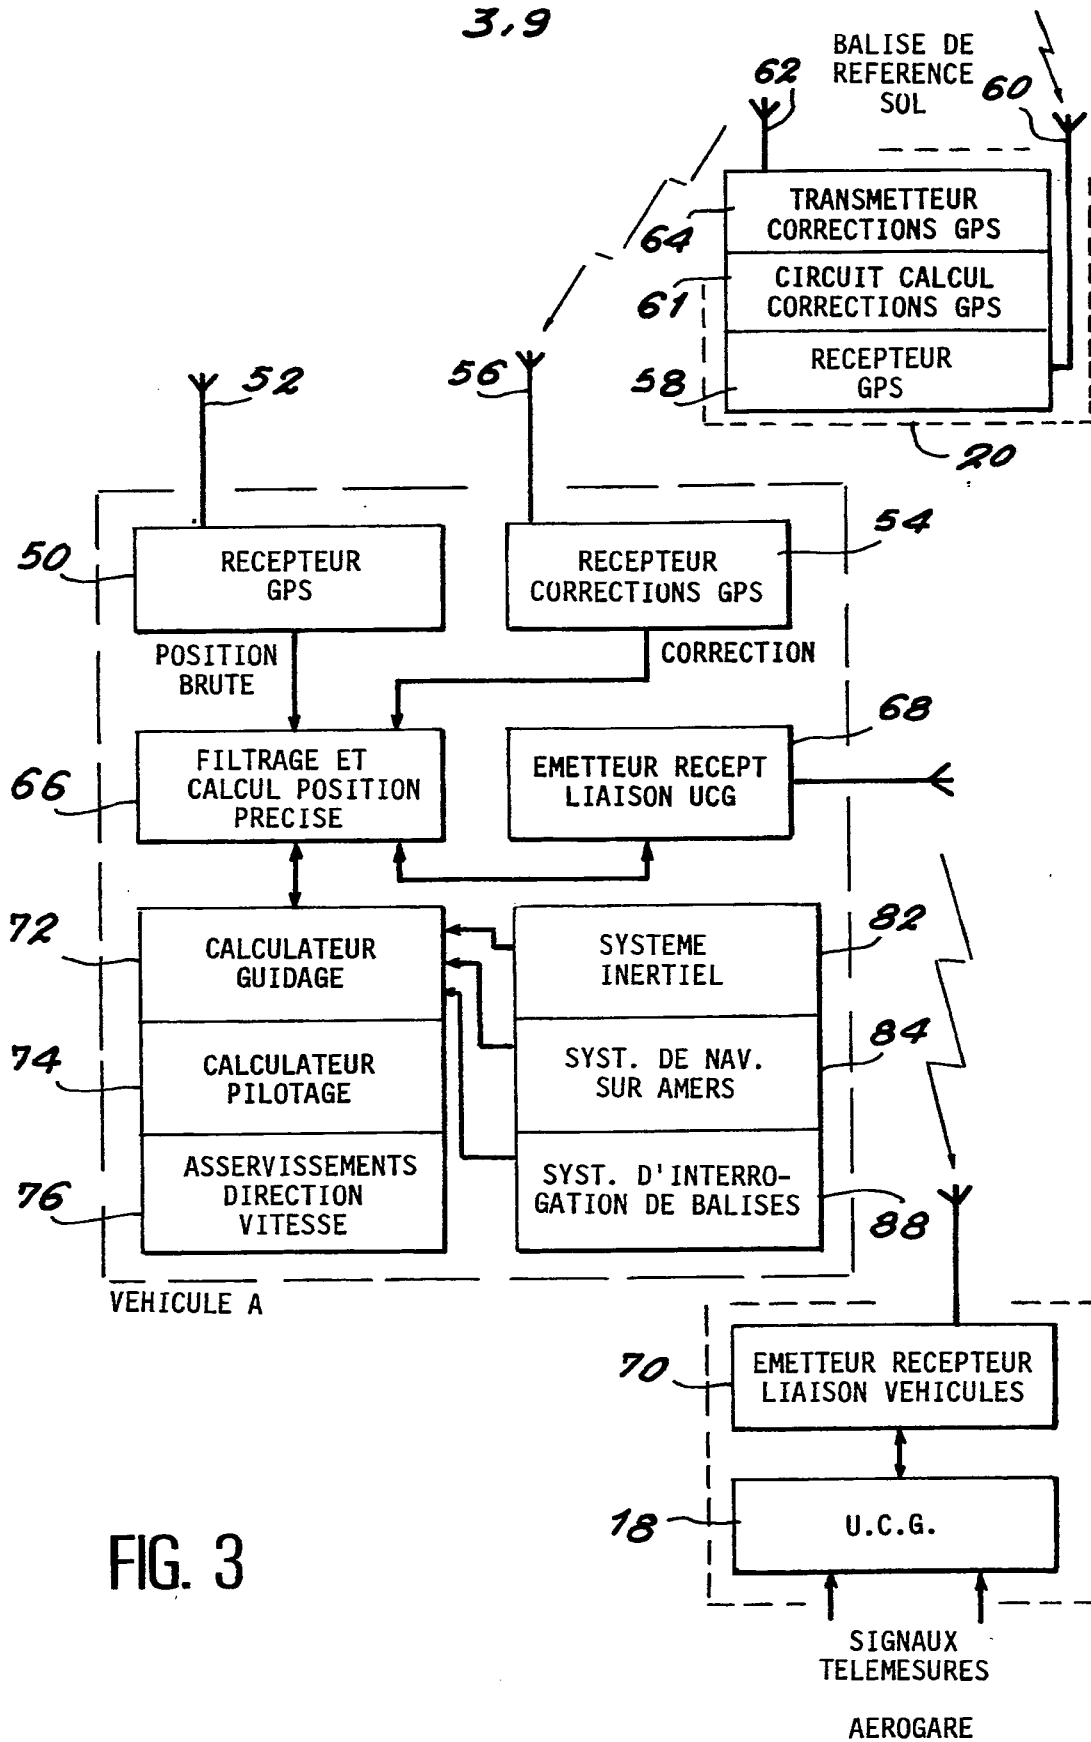 3,9
BALISE DE
REFERENCE
SOL
62
60
TRANSMETTEUR
CORRECTIONS GPS
64
CIRCUIT CALCUL
CORRECTIONS GPS
61
RECEPTEUR
GPS
58
20
52
56
50
RECEPTEUR
GPS
RECEPTEUR
CORRECTIONS GPS
54
POSITION
BRUTE
CORRECTION
68
66
FILTRAGE ET
CALCUL POSITION
PRECISE
EMETTEUR RECEPT
LIAISON UCG
72
CALCULATEUR
GUIDAGE
SYSTEME
INERTIEL
82
74
CALCULATEUR
PILOTAGE
SYST. DE NAV.
SUR AMERS
84
76
ASSERVISSEMENTS
DIRECTION
VITESSE
SYST. D'INTERRO-
GATION DE BALISES
88
VEHICULE A
70
EMETTEUR RECEPTEUR
LIAISON VEHICULES
18
U.C.G.
FIG. 3
SIGNAUX
TELEMESURES
AEROGARE